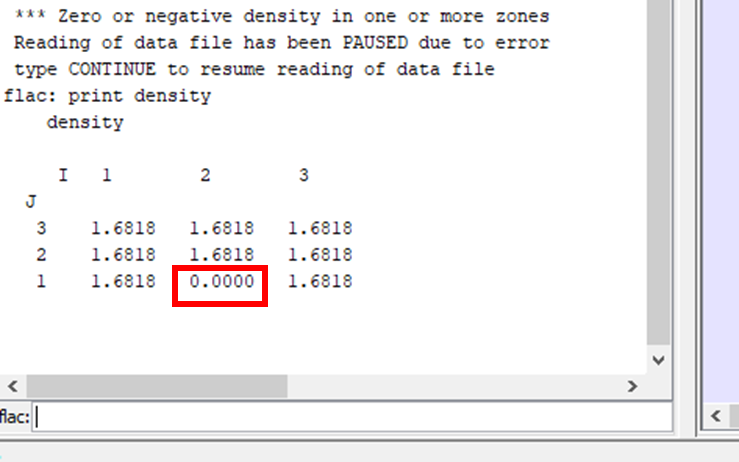 *** Zero or negative density in one or more zones
Reading of data file has been PAUSED due to error
type CONTINUE to resume reading of data file
flac: print density
density
I 1 2 3
J
3 1.6818 1.6818 1.6818
2 1.6818 1.6818 1.6818
1 1.6818 0.0000 1.6818
flac: